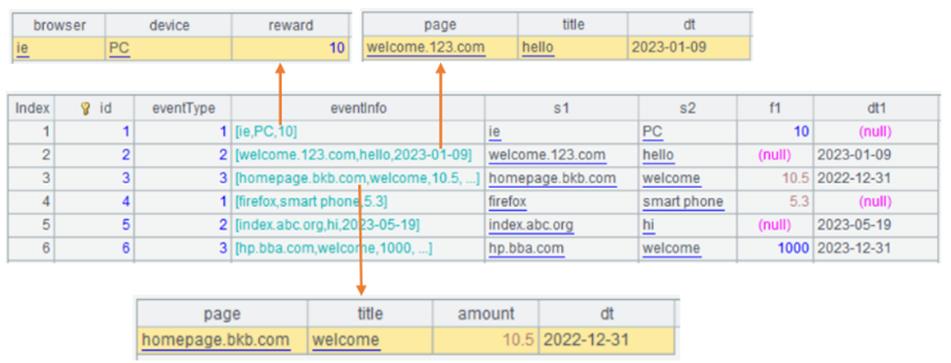 browser device reward
ie PC 10
page title dt
welcome.123.com hello 2023-01-09
Index id eventType eventInfo s1 s2 f1 dt1
1 1 1 [ie,PC,10] ie PC 10 (null)
2 2 2 [welcome.123.com,hello,2023-01-09] welcome.123.com hello (null) 2023-01-09
3 3 3 [homepage.bkb.com,welcome,10.5, ...] homepage.bkb.com welcome 10.5 2022-12-31
4 4 1 [firefox,smart phone,5.3] firefox smart phone 5.3 (null)
5 5 2 [index.abc.org,hi,2023-05-19] index.abc.org hi (null) 2023-05-19
6 6 3 [hp.bba.com,welcome,1000, ...] hp.bba.com welcome 1000 2023-12-31
page title amount dt
homepage.bkb.com welcome 10.5 2022-12-31